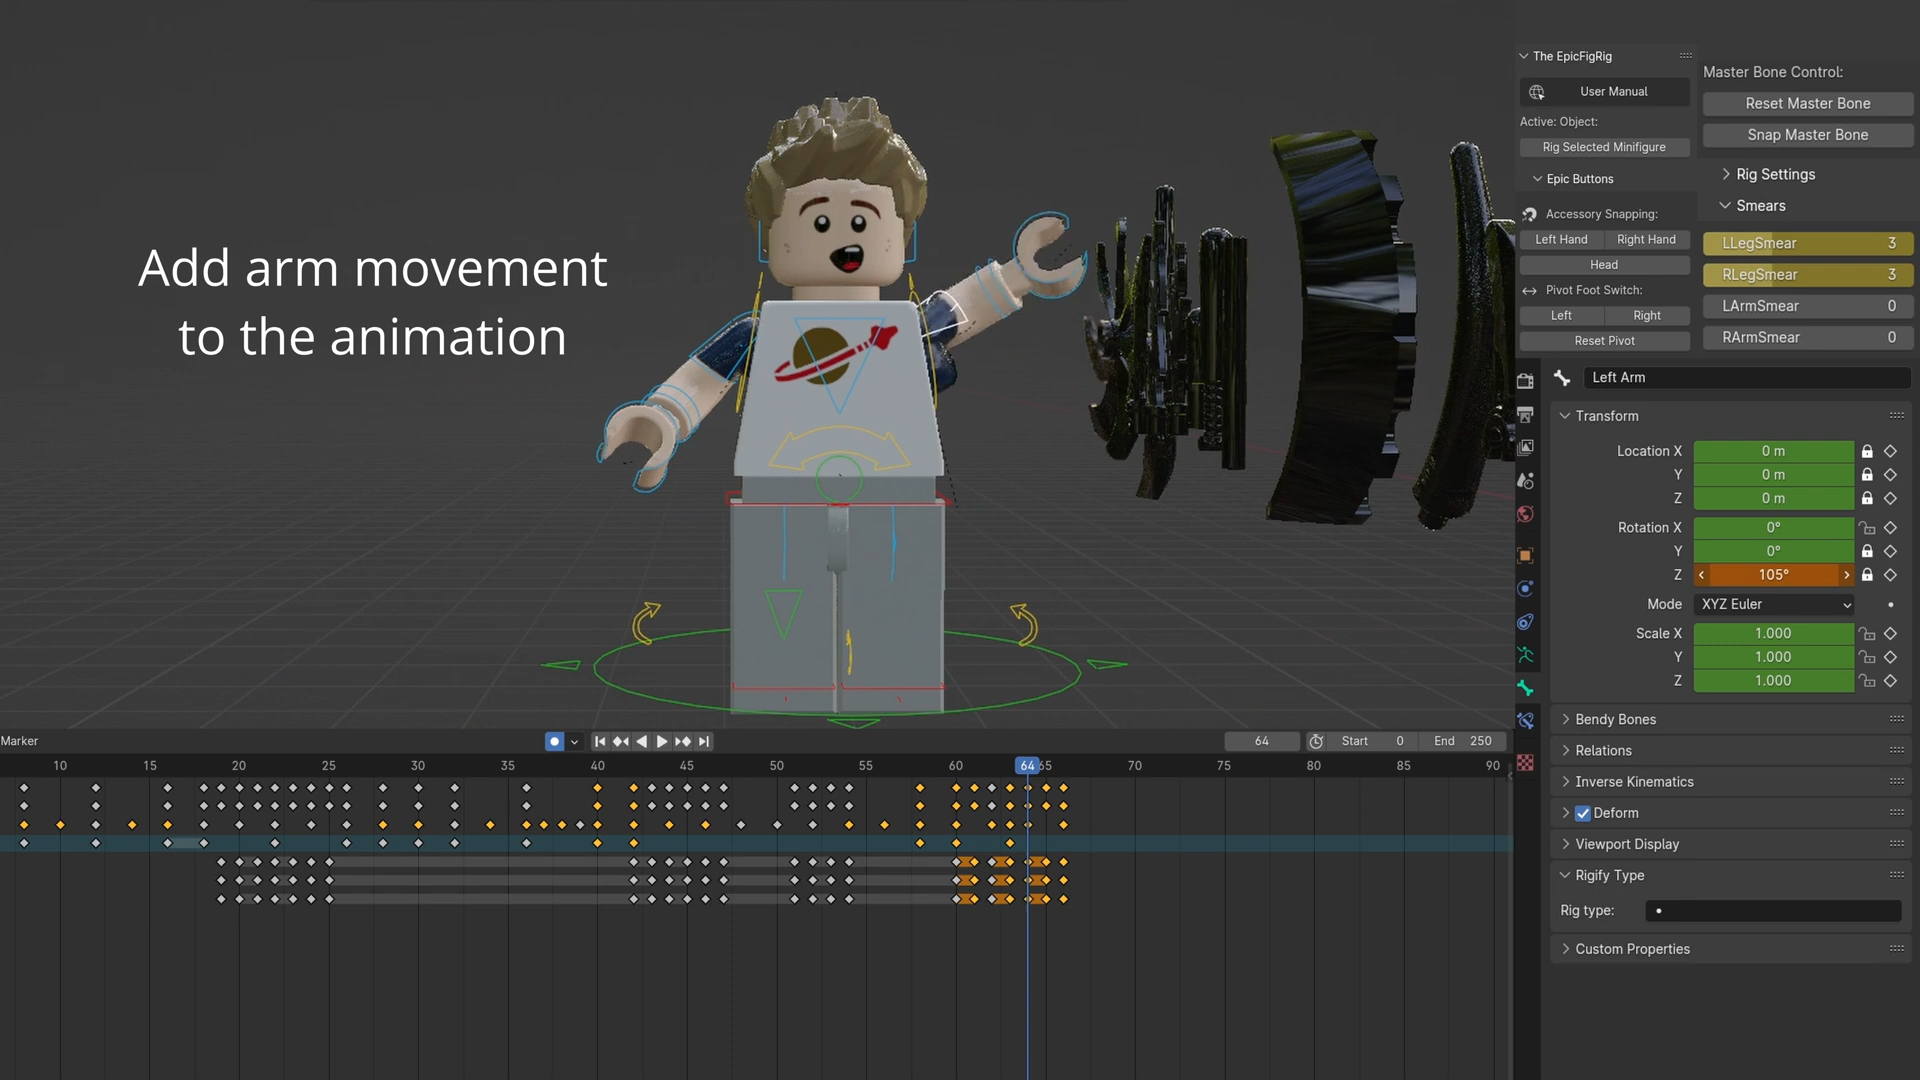 Add arm movement
to the animation
The EpicFigRig
User Manual
Active: Object:
Rig Selected Minifigure
Epic Buttons
Accessory Snapping:
Left Hand Right Hand
Head
Pivot Foot Switch:
Left Right
Reset Pivot
Master Bone Control:
Reset Master Bone
Snap Master Bone
Rig Settings
Smears
LLegSmear 3
RLegSmear 3
LArmSmear 0
RArmSmear 0
Left Arm
Transform
Location X 0 m
Y 0 m
Z 0 m
Rotation X 0°
Y 0°
Z 105°
Mode XYZ Euler
Scale X 1.000
Y 1.000
Z 1.000
Bendy Bones
Relations
Inverse Kinematics
Deform
Viewport Display
Rigify Type
Rig type:
Custom Properties
Marker
64 Start 0 End 250
10 15 20 25 30 35 40 45 50 55 60 64 65 70 75 80 85 90